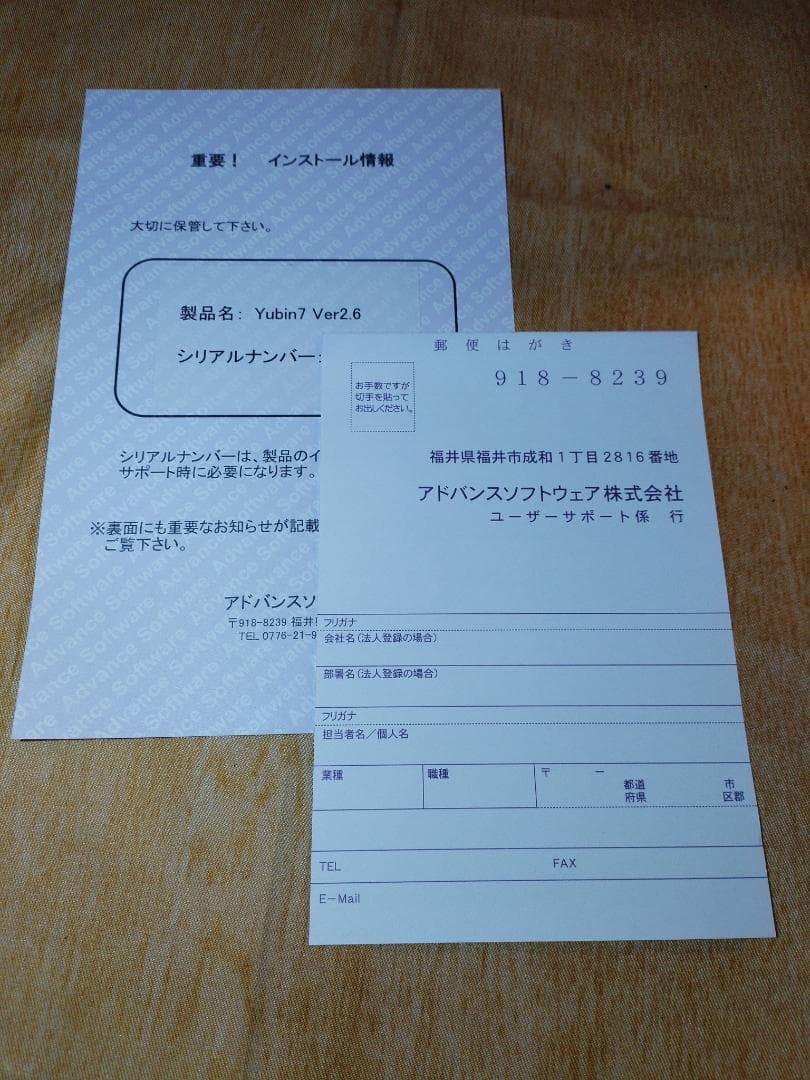 重要！ インストール情報
大切に保管して下さい。
製品名： Yubin7 Ver2.6
シリアルナンバー：
シリアルナンバーは、製品のイ
サポート時に必要になります。
※裏面にも重要なお知らせが記載
ご覧下さい。
アドバンスソ
〒918-8239 福井
TEL 0776-21-9
郵便はがき
918-8239
お手数ですが
切手を貼って
お出しください。
福井県福井市成和1丁目2816番地
アドバンスソフトウェア株式会社
ユーザーサポート係 行
フリガナ
会社名（法人登録の場合）
部署名（法人登録の場合）
フリガナ
担当者名／個人名
業種 職種 〒 －
都道 市
府県 区郡
TEL FAX
E-Mail